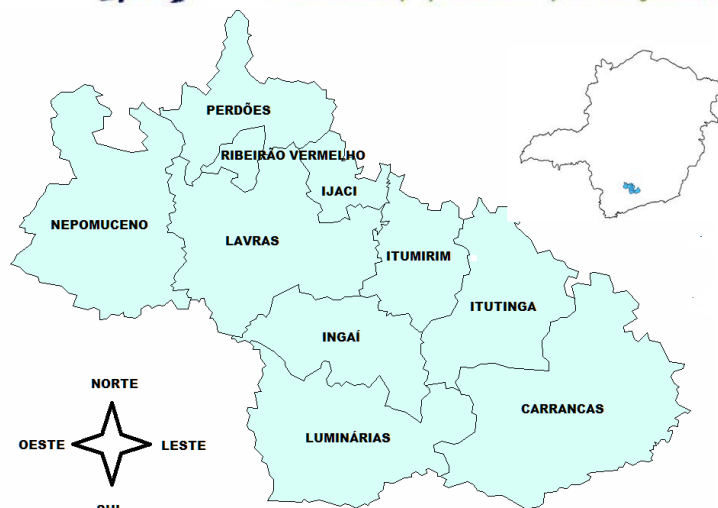 PERDÕES
RIBEIRÃO VERMELHO
IJACI
NEPOMUCENO
LAVRAS
ITUMIRIM
ITUTINGA
INGAÍ
CARRANCAS
LUMINÁRIAS
NORTE
OESTE
LESTE